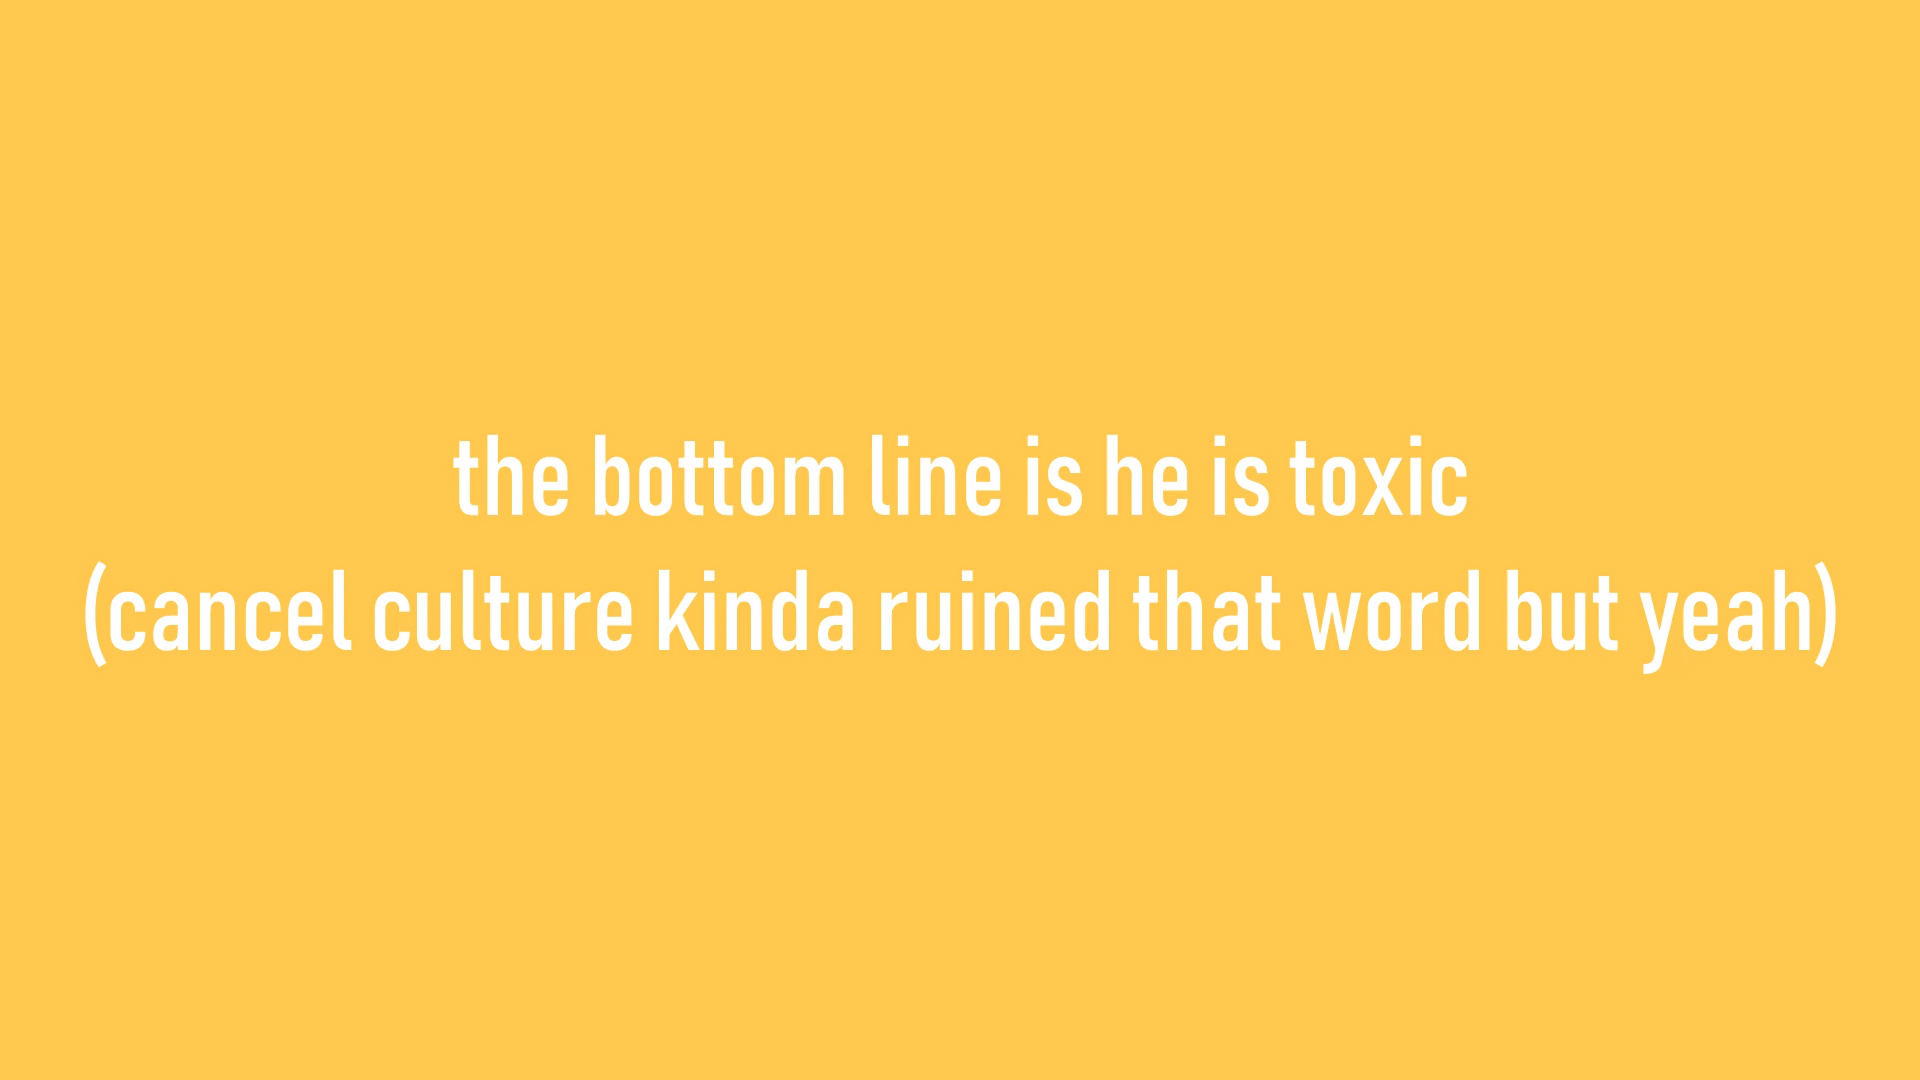 the bottom line is he is toxic
(cancel culture kinda ruined that word but yeah)